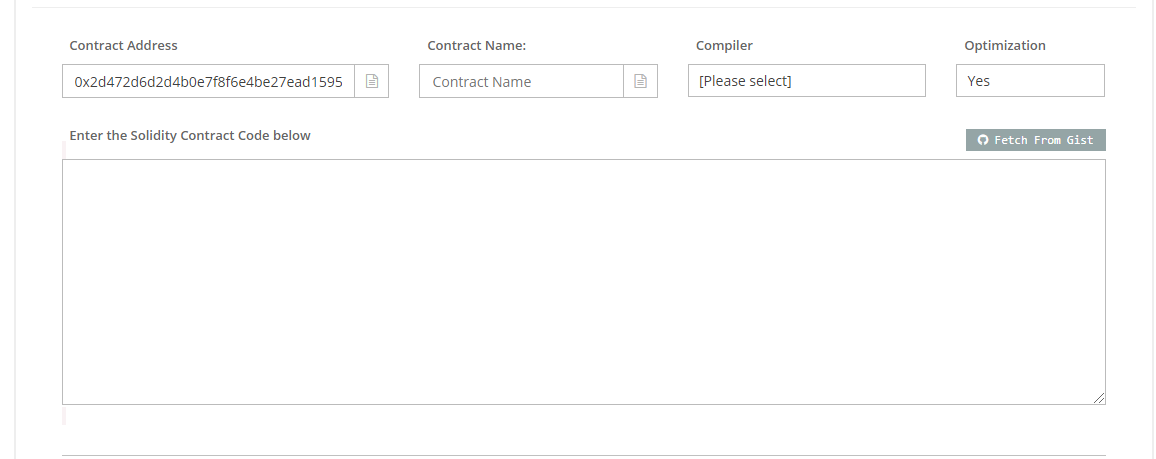 Contract Address Contract Name: Compiler Optimization
0x2d472d6d2d4b0e7f8f6e4be27ead1595 Contract Name [Please select] Yes
Enter the Solidity Contract Code below Fetch From Gist